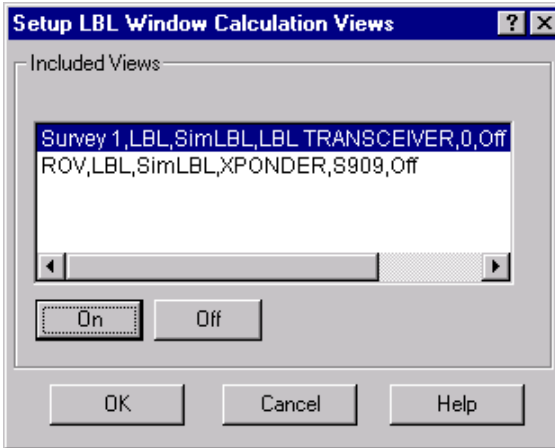 Setup LBL Window Calculation Views
Included Views
Survey 1,LBL,SimLBL,LBL TRANSCEIVER,0,Off
ROV,LBL,SimLBL,XPONDER,S909,Off
On Off
OK Cancel Help